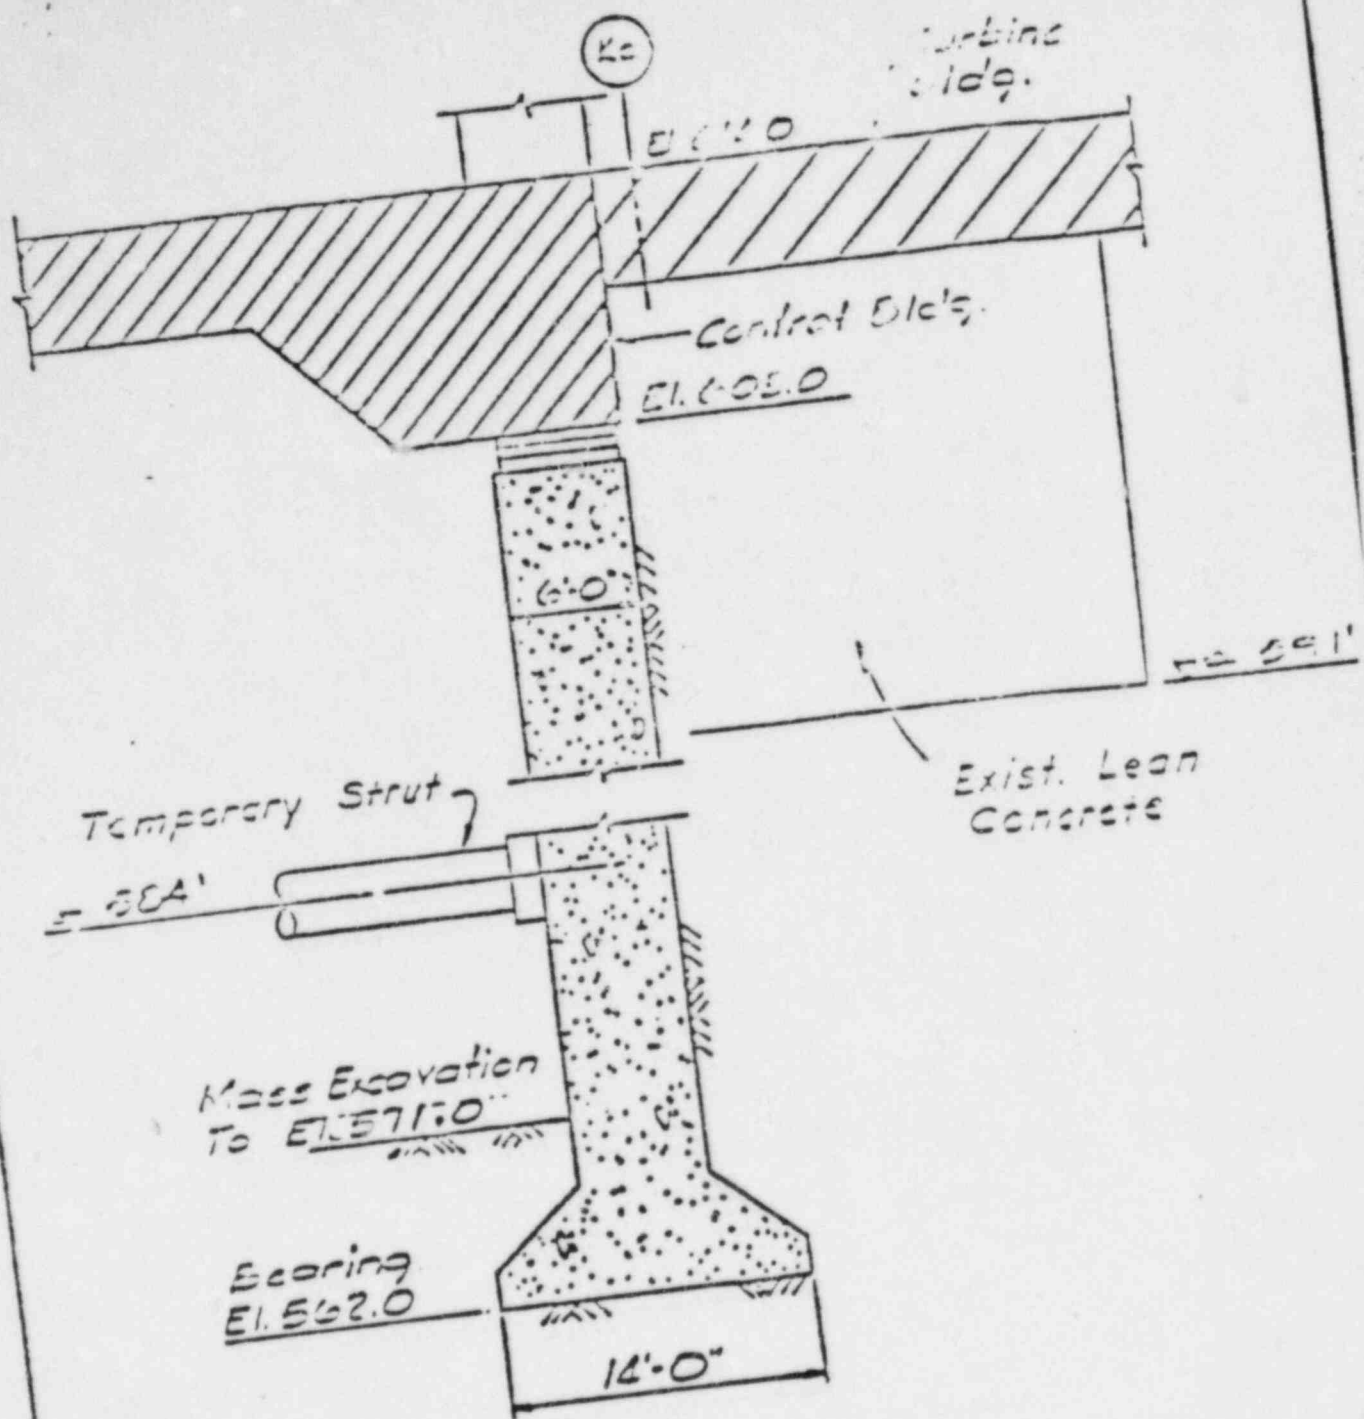 Kc
Turbine
Bldg.
Control Bldg.
El. 605.0
6'-0"
Exist. Lean
Concrete
Temporary Strut
Mass Excavation
To El. 571.0
Bearing
El. 562.0
14'-0"